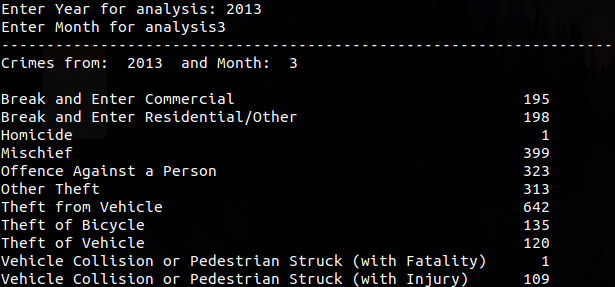 Enter Year for analysis: 2013
Enter Month for analysis3
--------------------------------------------------------------------
Crimes from:  2013  and Month:  3
Break and Enter Commercial 195
Break and Enter Residential/Other 198
Homicide 1
Mischief 399
Offence Against a Person 323
Other Theft 313
Theft from Vehicle 642
Theft of Bicycle 135
Theft of Vehicle 120
Vehicle Collision or Pedestrian Struck (with Fatality) 1
Vehicle Collision or Pedestrian Struck (with Injury) 109